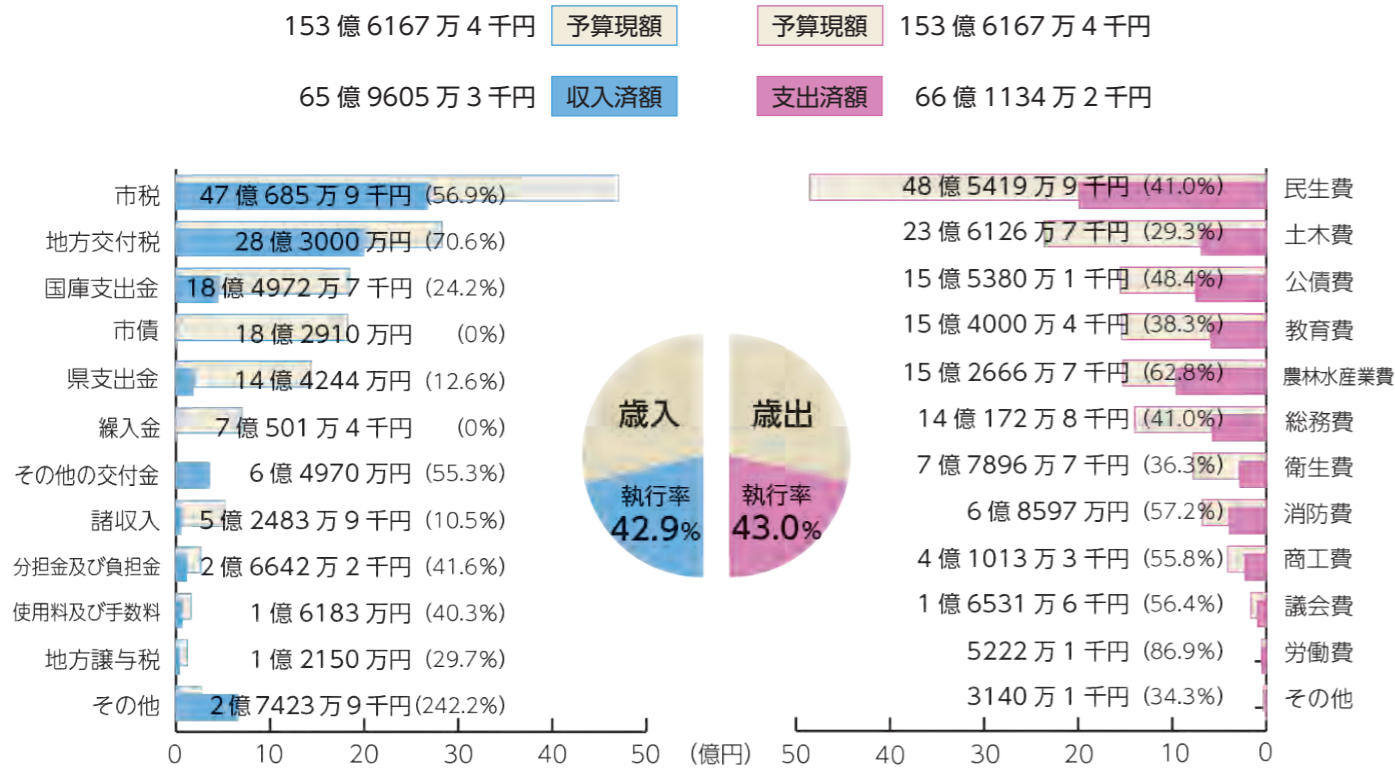 153億6167万4千円 予算現額
予算現額 153億6167万4千円
65億9605万3千円 収入済額
支出済額 66億1134万2千円
市税 47億685万9千円 (56.9%)
地方交付税 28億3000万円 (70.6%)
国庫支出金 18億4972万7千円 (24.2%)
市債 18億2910万円 (0%)
県支出金 14億4244万円 (12.6%)
繰入金 7億501万4千円 (0%)
その他の交付金 6億4970万円 (55.3%)
諸収入 5億2483万9千円 (10.5%)
分担金及び負担金 2億6642万2千円 (41.6%)
使用料及び手数料 1億6183万円 (40.3%)
地方譲与税 1億2150万円 (29.7%)
その他 2億7423万9千円 (242.2%)
0 10 20 30 40 50 (億円)
歳入
執行率
42.9%
歳出
執行率
43.0%
48億5419万9千円 (41.0%) 民生費
23億6126万7千円 (29.3%) 土木費
15億5380万1千円 (48.4%) 公債費
15億4000万4千円 (38.3%) 教育費
15億2666万7千円 (62.8%) 農林水産業費
14億172万8千円 (41.0%) 総務費
7億7896万7千円 (36.3%) 衛生費
6億8597万円 (57.2%) 消防費
4億1013万3千円 (55.8%) 商工費
1億6531万6千円 (56.4%) 議会費
5222万1千円 (86.9%) 労働費
3140万1千円 (34.3%) その他
50 40 30 20 10 0